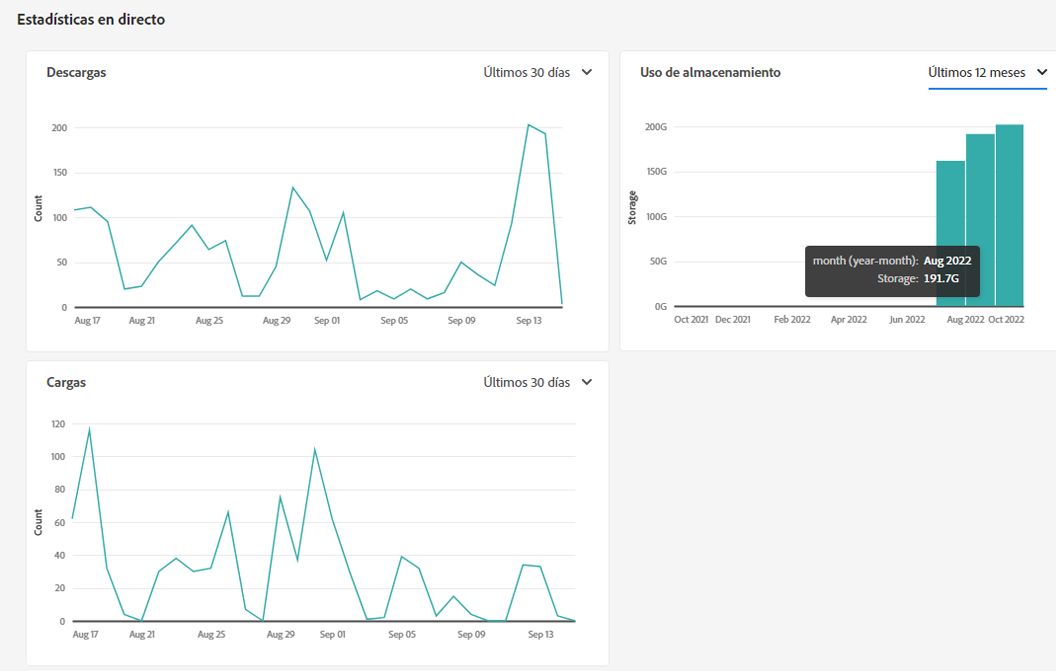 Estadísticas en directo
Descargas
Últimos 30 días
200
150
100
50
0
Count
Aug 17 Aug 21 Aug 25 Aug 29 Sep 01 Sep 05 Sep 09 Sep 13
Uso de almacenamiento
Últimos 12 meses
200G
150G
100G
50G
0G
Storage
month (year-month): Aug 2022
Storage: 191.7G
Oct 2021 Dec 2021 Feb 2022 Apr 2022 Jun 2022 Aug 2022 Oct 2022
Cargas
Últimos 30 días
120
100
80
60
40
20
0
Count
Aug 17 Aug 21 Aug 25 Aug 29 Sep 01 Sep 05 Sep 09 Sep 13